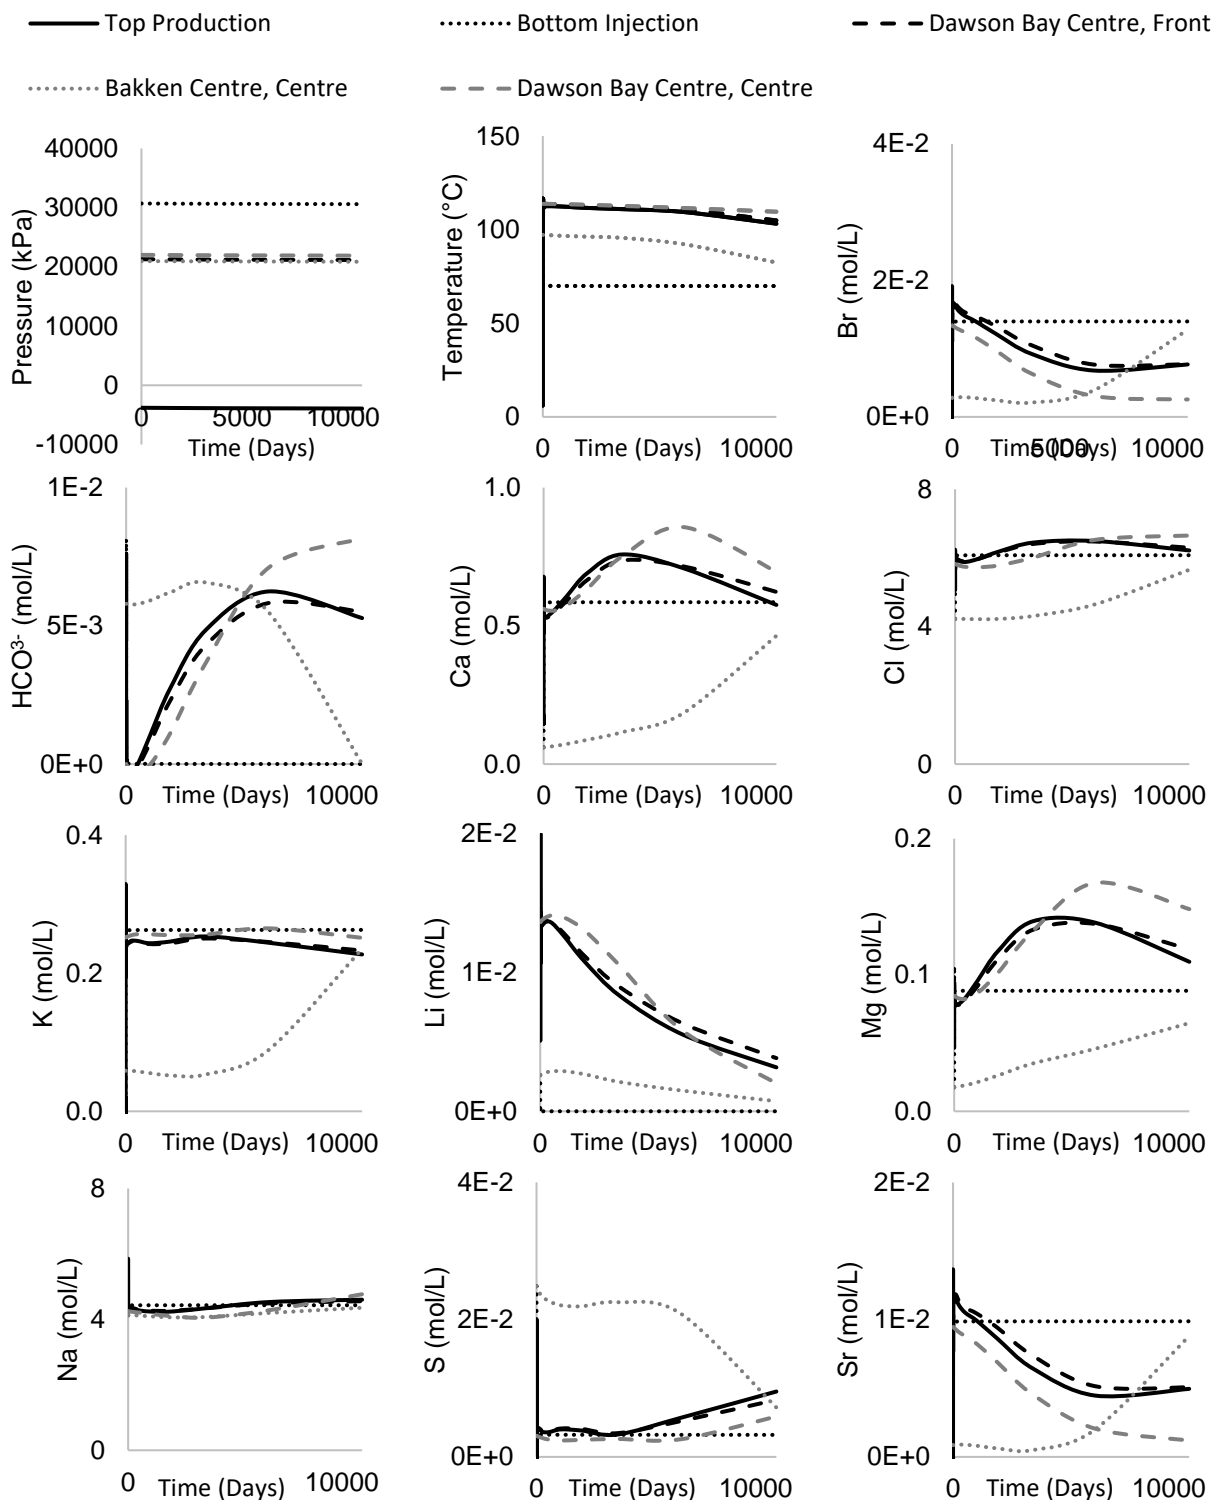 Top Production Bottom Injection Dawson Bay Centre, Front
Bakken Centre, Centre Dawson Bay Centre, Centre
Pressure (kPa)
40000
30000
20000
10000
0
-10000
0 5000 10000
Time (Days)
Temperature (°C)
150
100
50
0
0 10000
Time (Days)
Br (mol/L)
4E-2
2E-2
0E+0
0 5000 10000
Time (Days)
HCO³⁻ (mol/L)
1E-2
5E-3
0E+0
0 10000
Time (Days)
Ca (mol/L)
1.0
0.5
0.0
0 10000
Time (Days)
Cl (mol/L)
8
4
0
0 10000
Time (Days)
K (mol/L)
0.4
0.2
0.0
0 10000
Time (Days)
Li (mol/L)
2E-2
1E-2
0E+0
0 10000
Time (Days)
Mg (mol/L)
0.2
0.1
0.0
0 10000
Time (Days)
Na (mol/L)
8
4
0
0 10000
Time (Days)
S (mol/L)
4E-2
2E-2
0E+0
0 10000
Time (Days)
Sr (mol/L)
2E-2
1E-2
0E+0
0 10000
Time (Days)